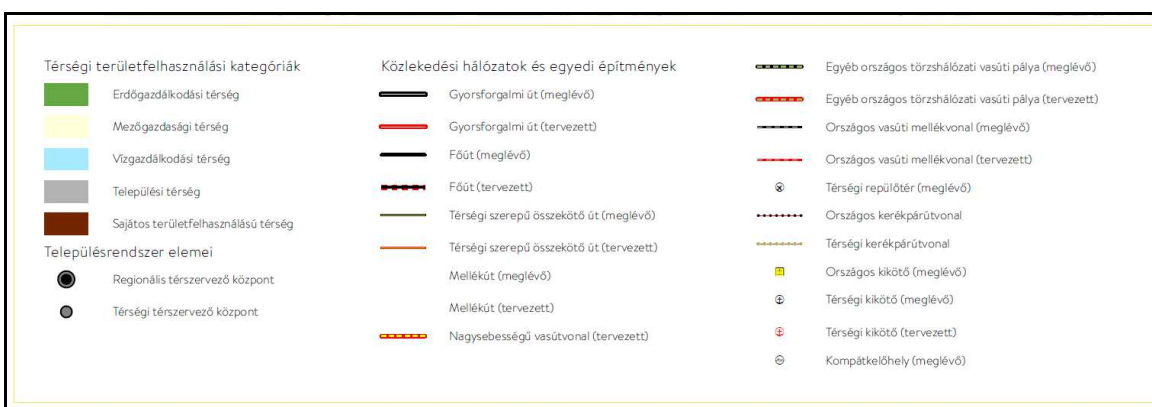 Térségi területfelhasználási kategóriák
Erdőgazdálkodási térség
Mezőgazdasági térség
Vízgazdálkodási térség
Települési térség
Sajátos területfelhasználású térség
Településrendszer elemei
Regionális térszervező központ
Térségi térszervező központ
Közlekedési hálózatok és egyedi építmények
Gyorsforgalmi út (meglévő)
Gyorsforgalmi út (tervezett)
Főút (meglévő)
Főút (tervezett)
Térségi szerepű összekötő út (meglévő)
Térségi szerepű összekötő út (tervezett)
Mellékút (meglévő)
Mellékút (tervezett)
Nagysebességű vasútvonal (tervezett)
Egyéb országos törzshálózati vasúti pálya (meglévő)
Egyéb országos törzshálózati vasúti pálya (tervezett)
Országos vasúti mellékvonal (meglévő)
Országos vasúti mellékvonal (tervezett)
Térségi repülőtér (meglévő)
Országos kerékpárútvonal
Térségi kerékpárútvonal
Országos kikötő (meglévő)
Térségi kikötő (meglévő)
Térségi kikötő (tervezett)
Kompátkelőhely (meglévő)